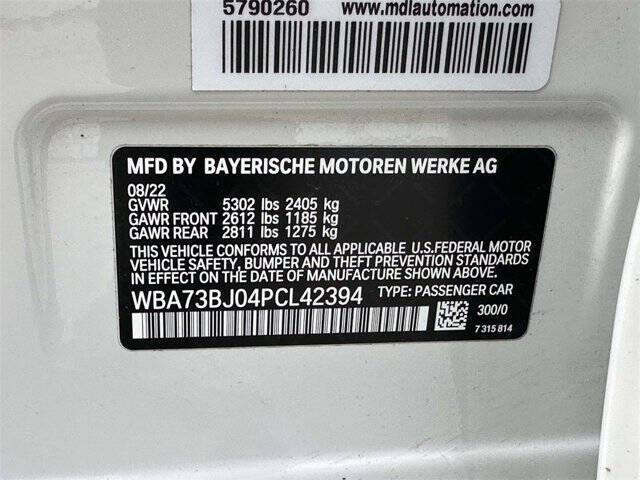 5790260 www.mdlautomation.com
MFD BY BAYERISCHE MOTOREN WERKE AG
08/22
GVWR 5302 lbs 2405 kg
GAWR FRONT 2612 lbs 1185 kg
GAWR REAR 2811 lbs 1275 kg
THIS VEHICLE CONFORMS TO ALL APPLICABLE U.S.FEDERAL MOTOR
VEHICLE SAFETY, BUMPER AND THEFT PREVENTION STANDARDS
IN EFFECT ON THE DATE OF MANUFACTURE SHOWN ABOVE.
WBA73BJ04PCL42394 TYPE: PASSENGER CAR
300/0
7 315 814